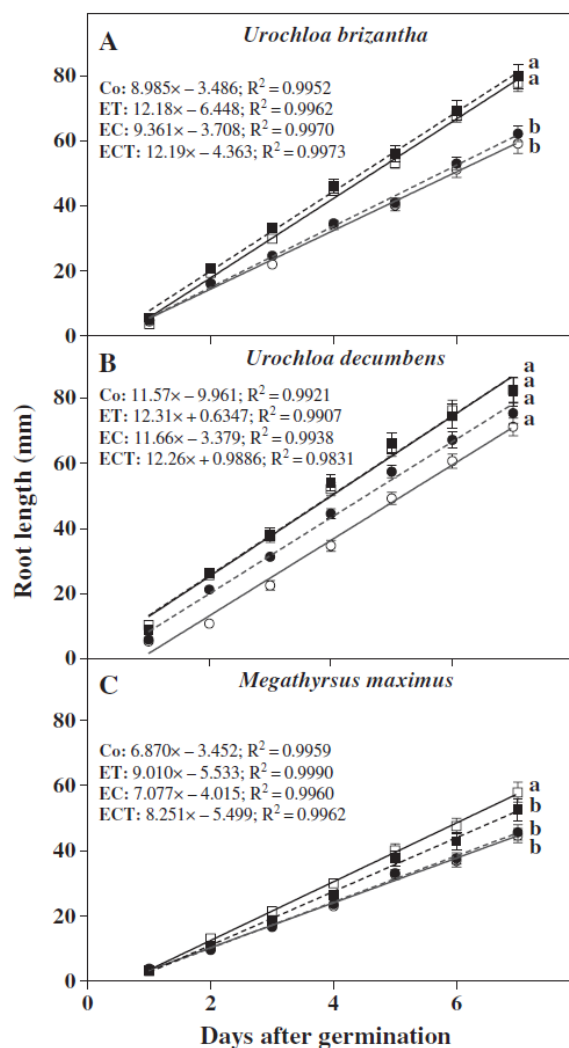 A
Urochloa brizantha
Co: 8.985× − 3.486; R² = 0.9952
ET: 12.18× − 6.448; R² = 0.9962
EC: 9.361× − 3.708; R² = 0.9970
ECT: 12.19× − 4.363; R² = 0.9973
a
a
b
b
80
60
40
20
0
B
Urochloa decumbens
Co: 11.57× − 9.961; R² = 0.9921
ET: 12.31× + 0.6347; R² = 0.9907
EC: 11.66× − 3.379; R² = 0.9938
ECT: 12.26× + 0.9886; R² = 0.9831
a
a
a
a
80
60
40
20
0
Root length (mm)
C
Megathyrsus maximus
Co: 6.870× − 3.452; R² = 0.9959
ET: 9.010× − 5.533; R² = 0.9990
EC: 7.077× − 4.015; R² = 0.9960
ECT: 8.251× − 5.499; R² = 0.9962
a
b
b
b
80
60
40
20
0
0 2 4 6
Days after germination